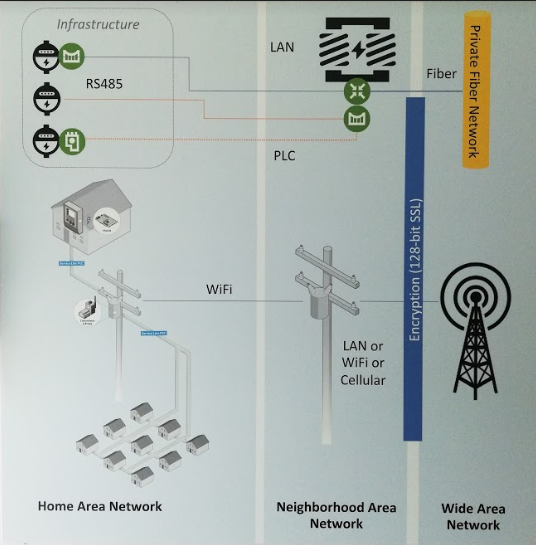 Infrastructure
LAN
RS485
Fiber
Private Fiber Network
PLC
Encryption (128-bit SSL)
WiFi
LAN or
WiFi or
Cellular
Home Area Network
Neighborhood Area
Network
Wide Area
Network